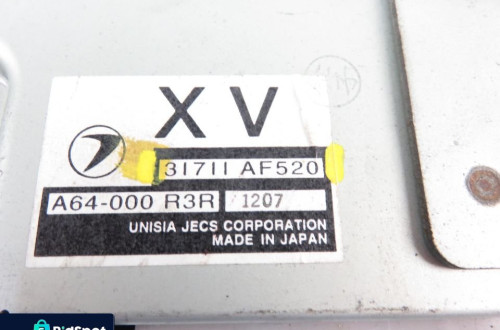 XV
31711 AF520
A64-000 R3R 1207
UNISIA JECS CORPORATION
MADE IN JAPAN